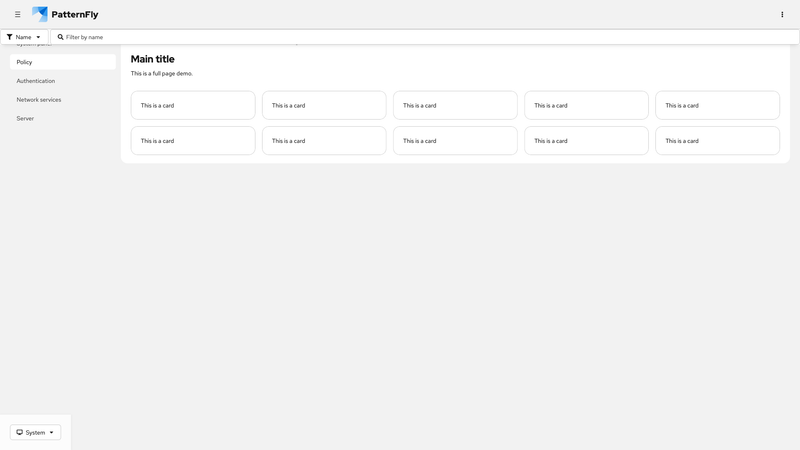 PatternFly
Name
Filter by name
Main title
Policy
This is a full page demo.
Authentication
Network services
Server
This is a card
This is a card
This is a card
This is a card
This is a card
This is a card
This is a card
This is a card
This is a card
This is a card
System